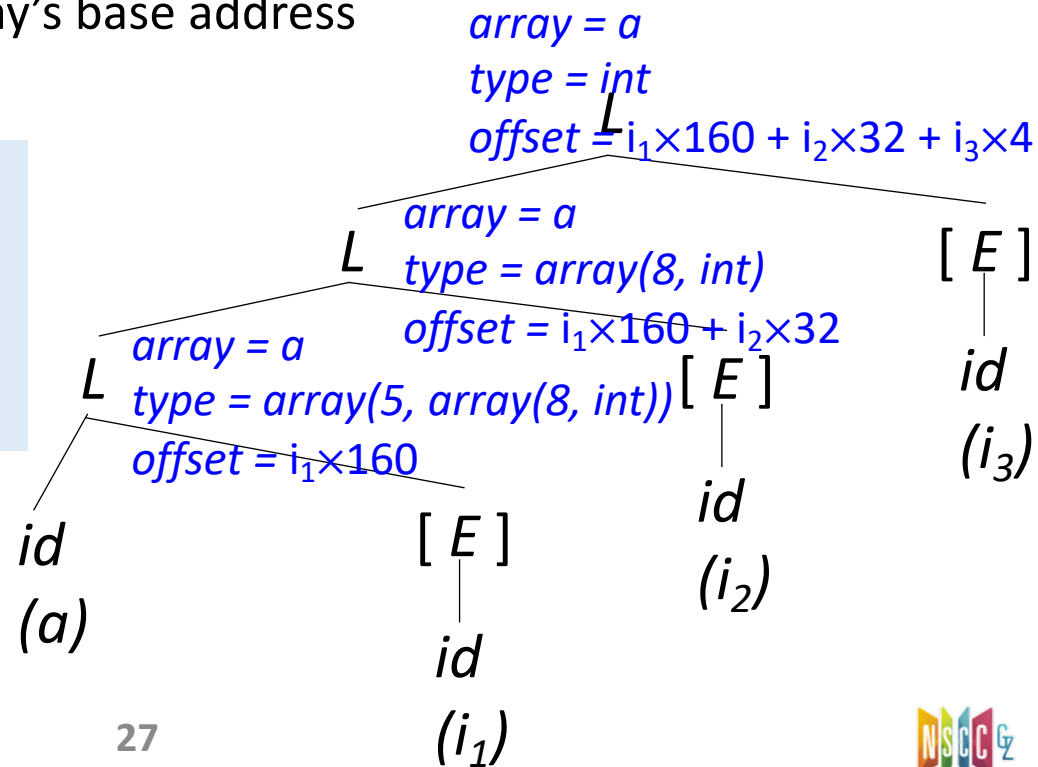 ay's base address
array = a
type = int
L
offset = i₁×160 + i₂×32 + i₃×4
array = a
L type = array(8, int) [ E ]
offset = i₁×160 + i₂×32
array = a
L type = array(5, array(8, int)) [ E ] id
offset = i₁×160 (i₃)
id [ E ] id
(a) (i₂)
id
27 (i₁) NSCC GZ